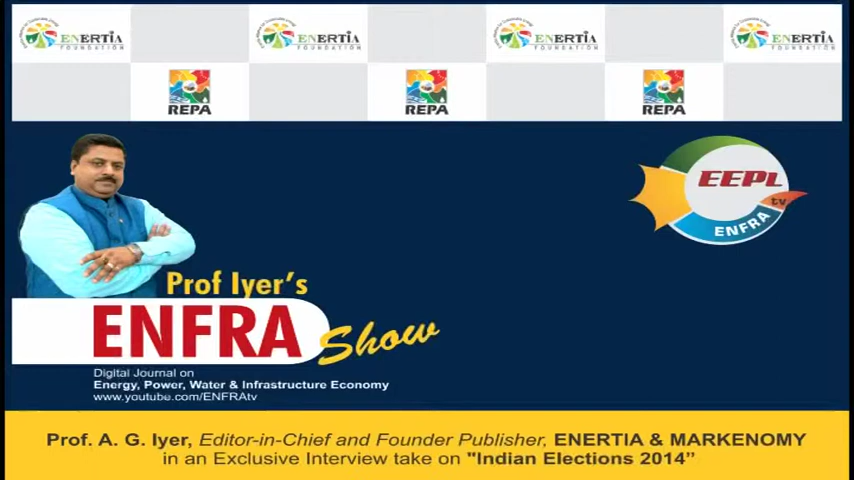 ENERTIA
FOUNDATION
ENERTIA
FOUNDATION
ENERTIA
FOUNDATION
ENERTIA
FOUNDATION
REPA
REPA
REPA
EEPL
tv
ENFRA
Prof Iyer's
ENFRA Show
Digital Journal on
Energy, Power, Water & Infrastructure Economy
www.youtube.com/ENFRAtv
Prof. A. G. Iyer, Editor-in-Chief and Founder Publisher, ENERTIA & MARKENOMY
in an Exclusive Interview take on "Indian Elections 2014”